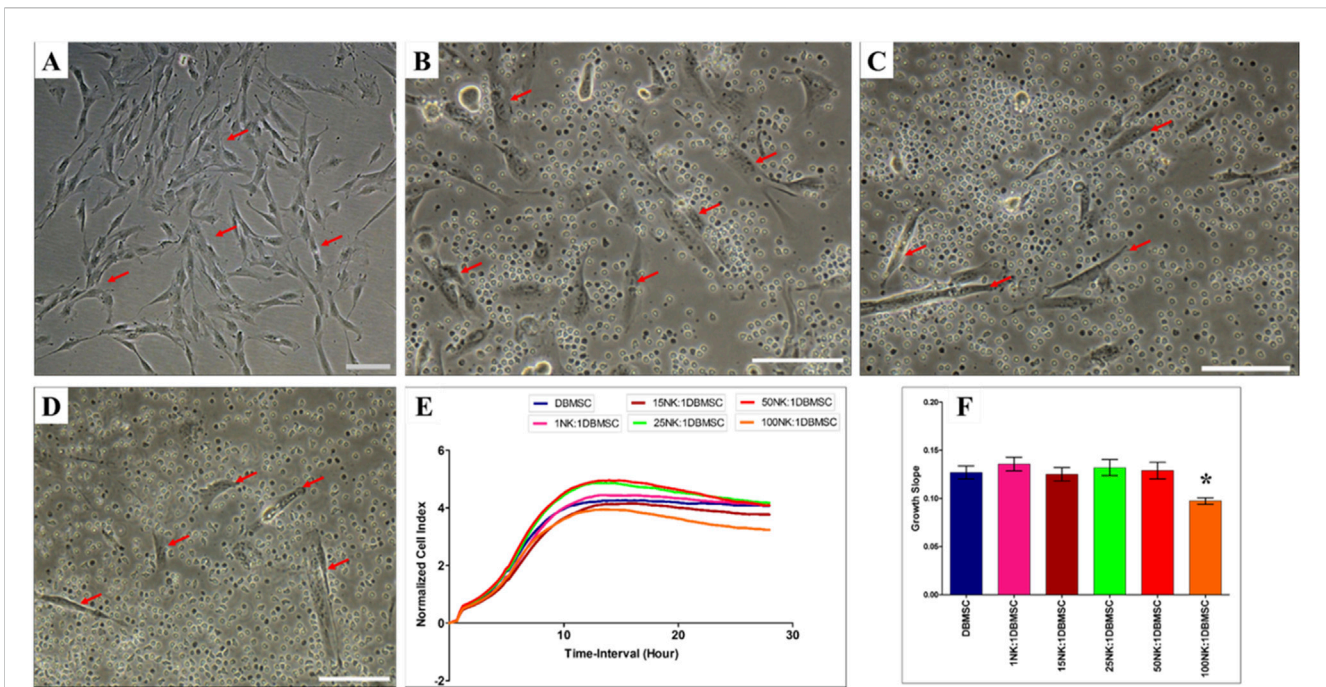 A
B
C
D
E
DBMSC
15NK:1DBMSC
50NK:1DBMSC
1NK:1DBMSC
25NK:1DBMSC
100NK:1DBMSC
Normalized Cell Index
6
4
2
0
-2
10
20
30
Time-Interval (Hour)
F
Growth Slope
0.20
0.15
0.10
0.05
0.00
*
DBMSC
1NK:1DBMSC
15NK:1DBMSC
25NK:1DBMSC
50NK:1DBMSC
100NK:1DBMSC